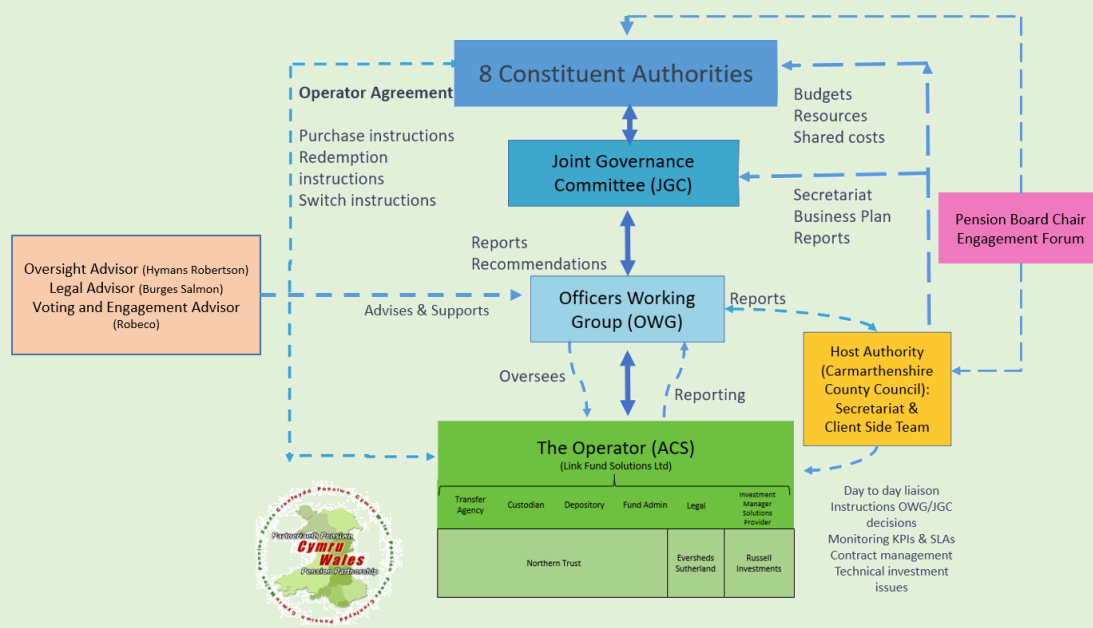 8 Constituent Authorities
Operator Agreement
Purchase instructions
Redemption
instructions
Switch instructions
Budgets
Resources
Shared costs
Joint Governance
Committee (JGC)
Secretariat
Business Plan
Reports
Pension Board Chair
Engagement Forum
Reports
Recommendations
Oversight Advisor (Hymans Robertson)
Legal Advisor (Burges Salmon)
Voting and Engagement Advisor
(Robeco)
Advises & Supports
Officers Working
Group (OWG)
Reports
Host Authority
(Carmarthenshire
County Council):
Secretariat &
Client Side Team
Oversees
Reporting
The Operator (ACS)
(Link Fund Solutions Ltd)
Transfer
Agency
Custodian
Depository
Fund Admin
Legal
Investment
Manager
Solutions
Provider
Northern Trust
Eversheds
Sutherland
Russell
Investments
Day to day liaison
Instructions OWG/JGC
decisions
Monitoring KPIs & SLAs
Contract management
Technical investment
issues
Partneriaeth Pensiwn
Cymru
Wales
Pension Partnership